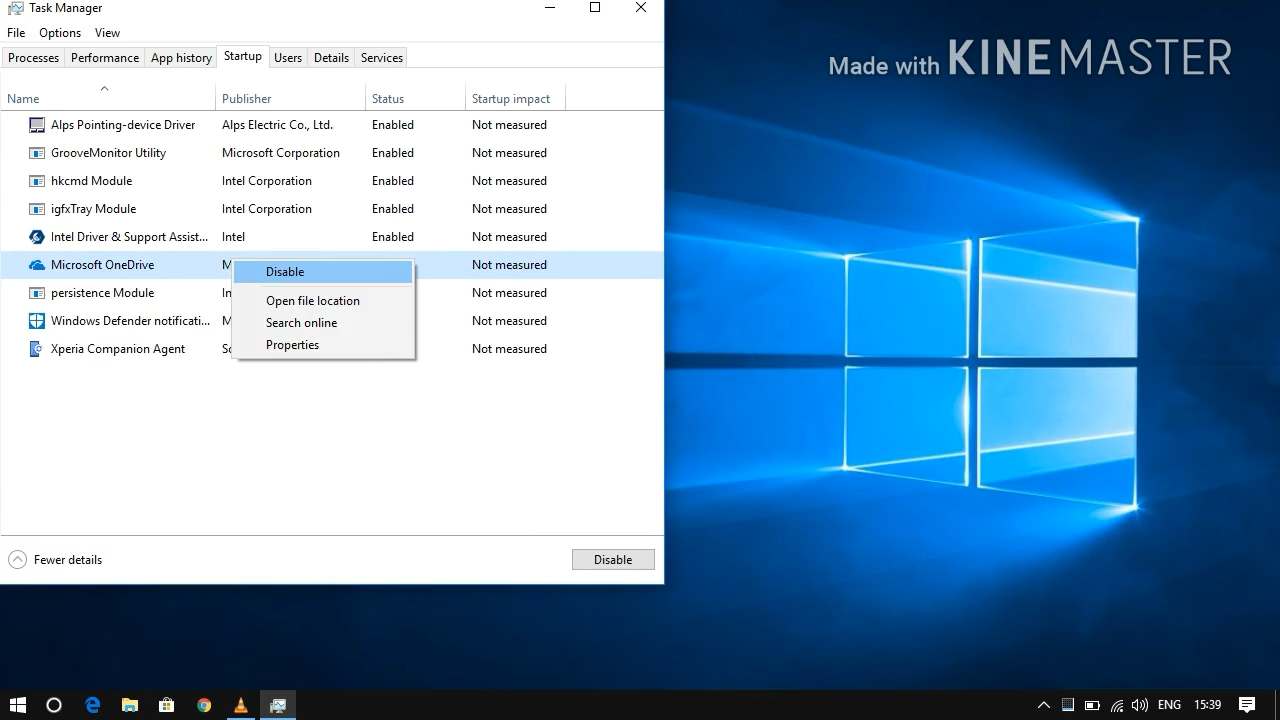 Task Manager
File Options View
Processes Performance App history Startup Users Details Services
Name Publisher Status Startup impact
Alps Pointing-device Driver Alps Electric Co., Ltd. Enabled Not measured
GrooveMonitor Utility Microsoft Corporation Enabled Not measured
hkcmd Module Intel Corporation Enabled Not measured
igfxTray Module Intel Corporation Enabled Not measured
Intel Driver & Support Assist... Intel Enabled Not measured
Microsoft OneDrive M Not measured
persistence Module In Not measured
Windows Defender notificati... M Not measured
Xperia Companion Agent So Not measured
Disable
Open file location
Search online
Properties
Fewer details Disable
Made with KINEMASTER
ENG 15:39